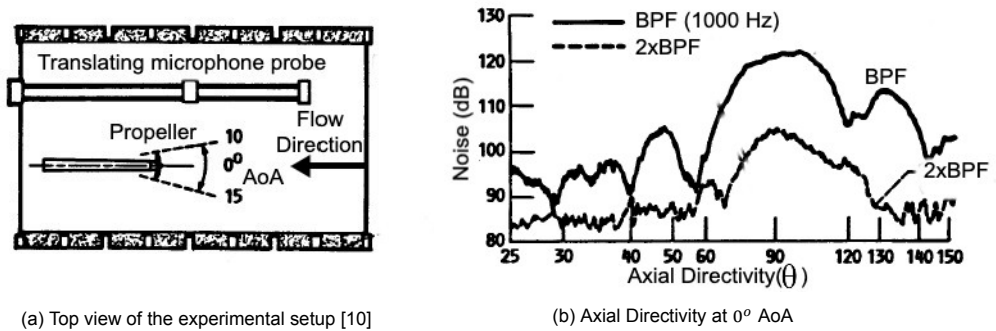 Translating microphone probe
Propeller
10
0⁰
AoA
15
Flow
Direction
(a) Top view of the experimental setup [10]
130
120
110
100
90
80
Noise (dB)
BPF (1000 Hz)
2xBPF
BPF
2xBPF
25 30 40 50 60 90 120 130 140 150
Axial Directivity(θ)
(b) Axial Directivity at 0° AoA